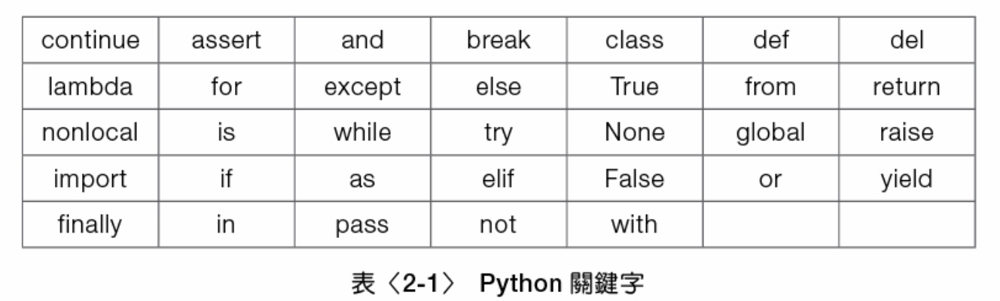 continue assert and break class def del
lambda for except else True from return
nonlocal is while try None global raise
import if as elif False or yield
finally in pass not with
表〈2-1〉 Python 關鍵字